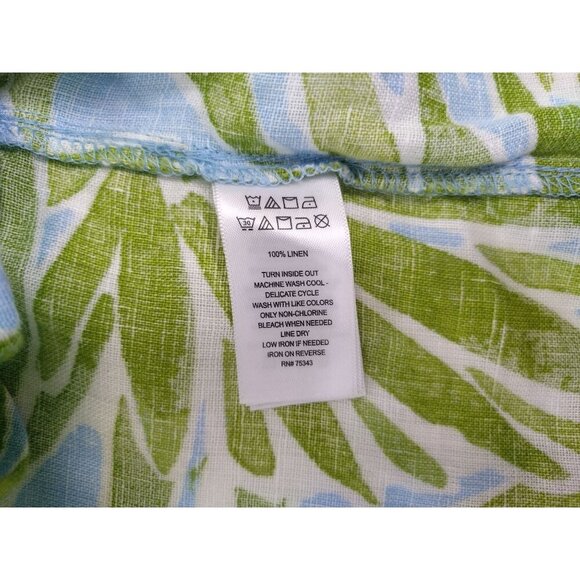 30
100% LINEN
TURN INSIDE OUT
MACHINE WASH COOL -
DELICATE CYCLE
WASH WITH LIKE COLORS
ONLY NON-CHLORINE
BLEACH WHEN NEEDED
LINE DRY
LOW IRON IF NEEDED
IRON ON REVERSE
RN# 75343